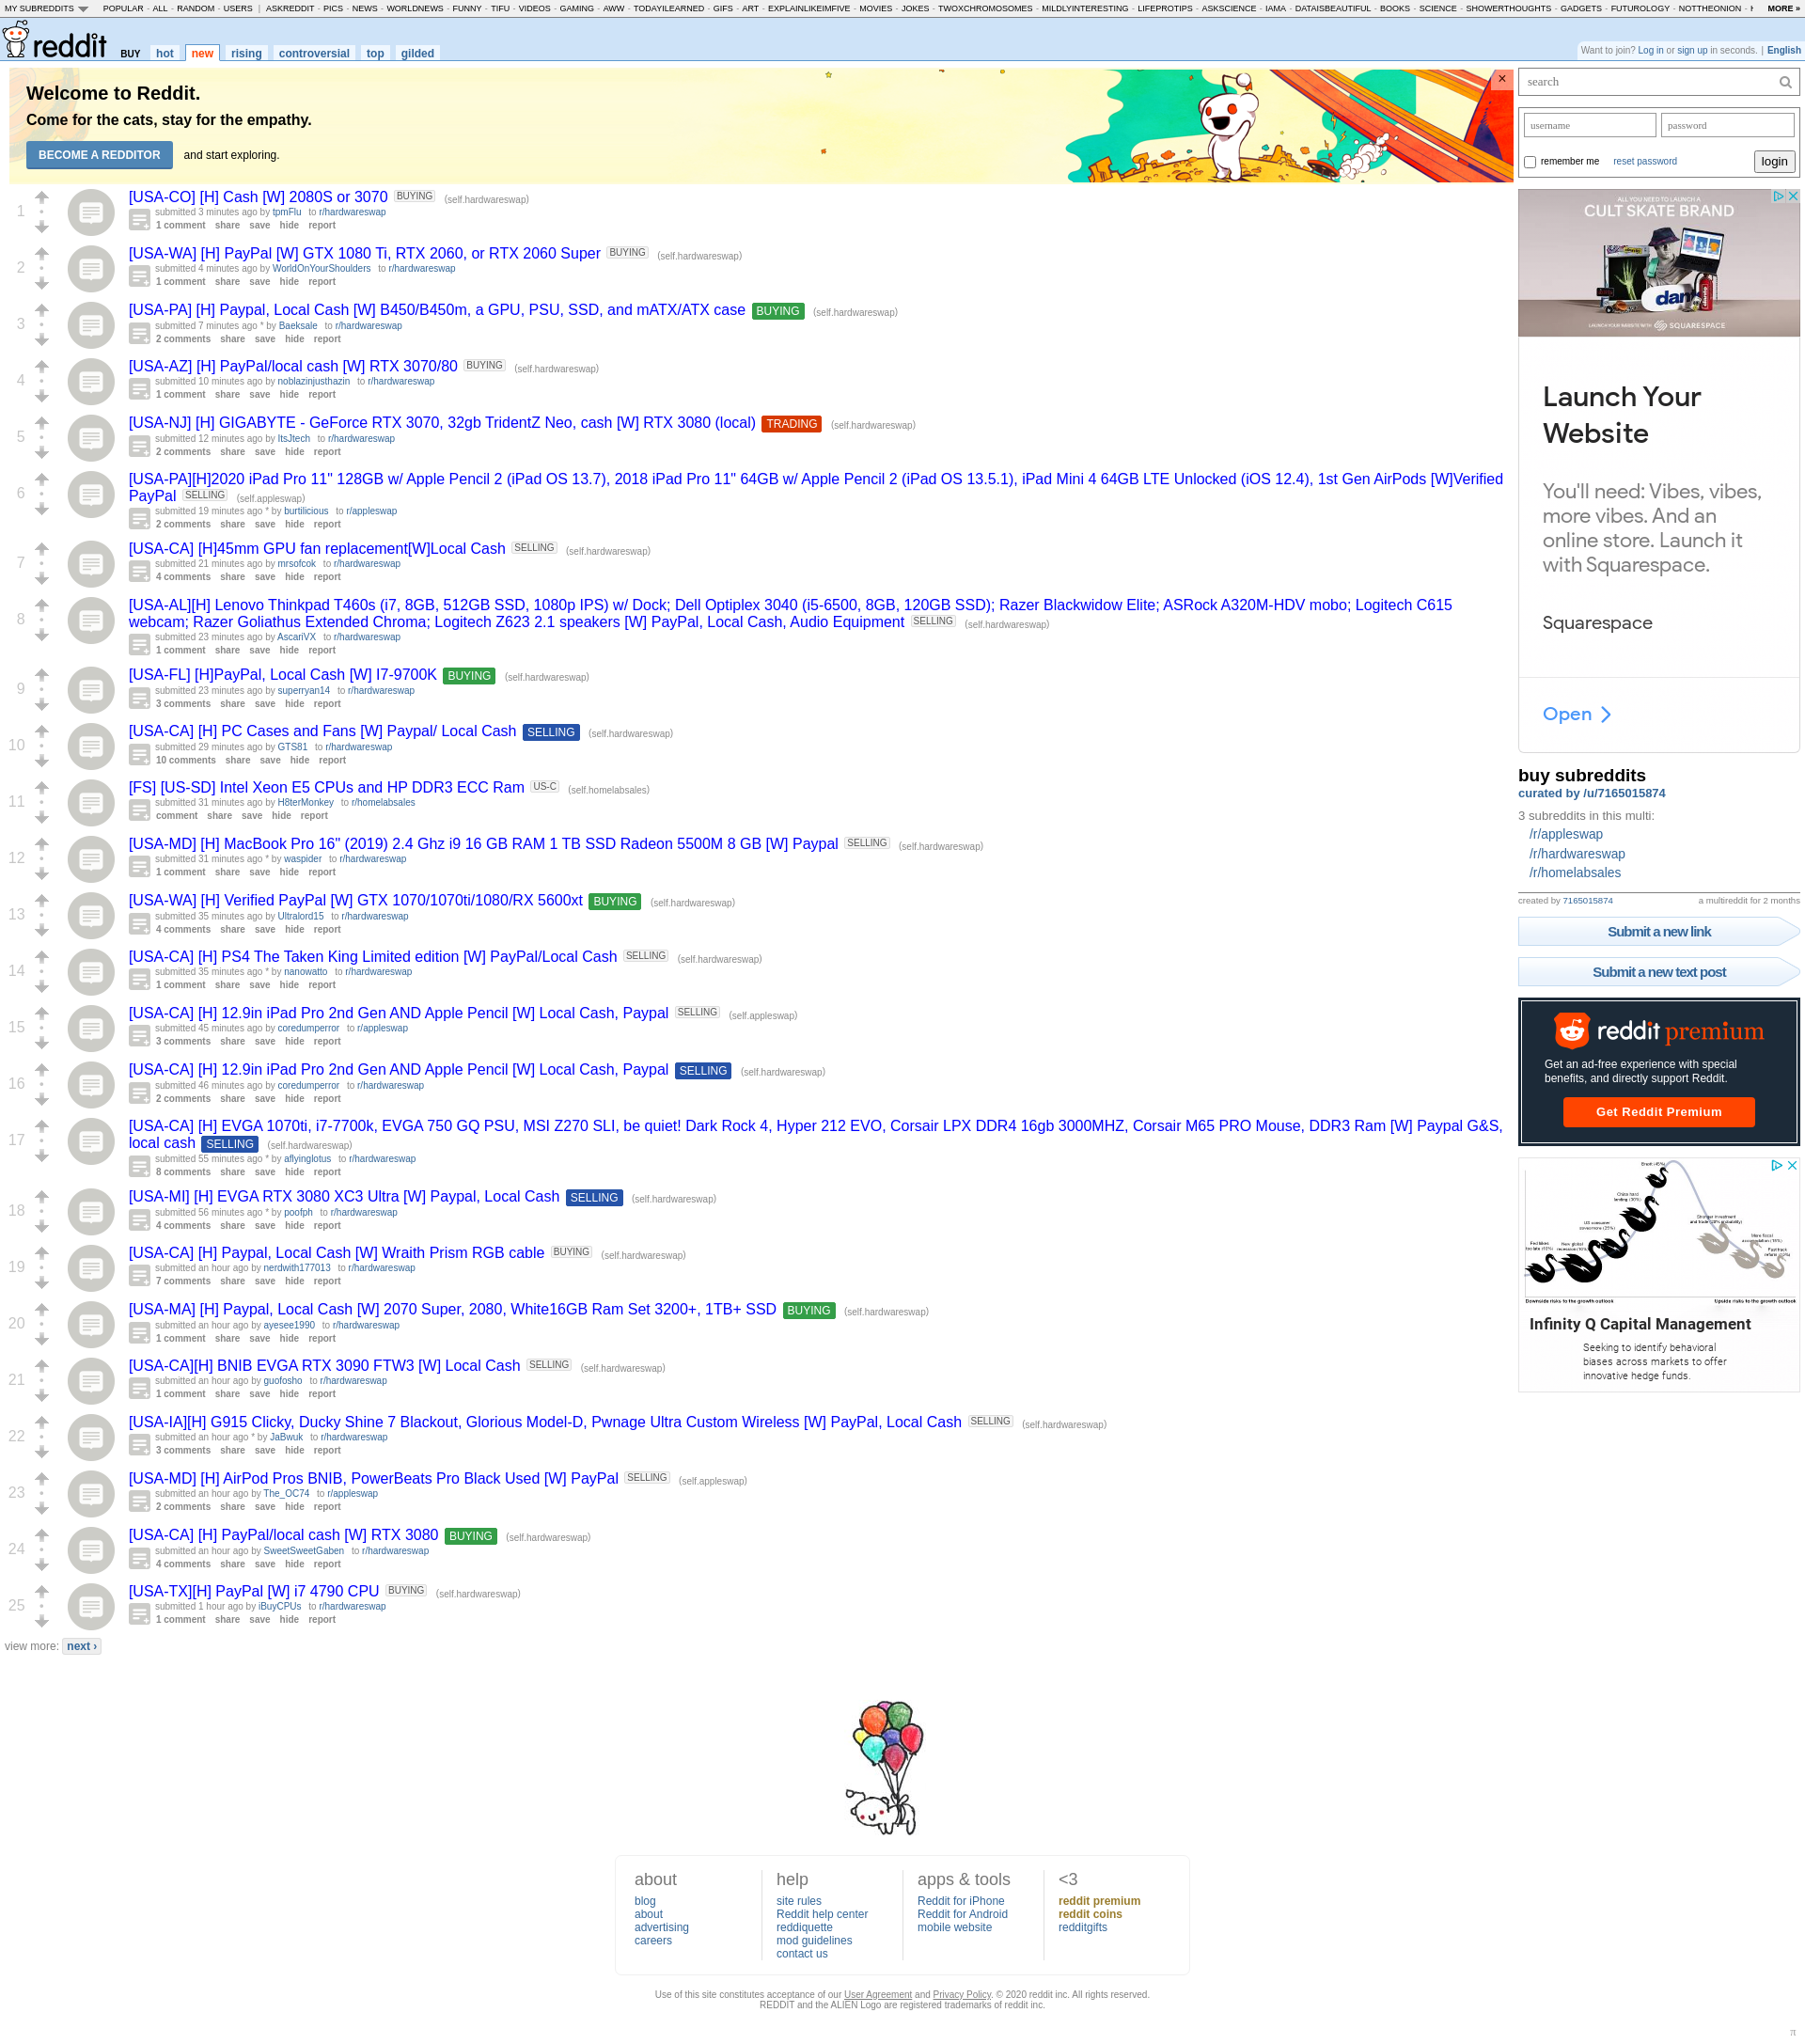 MY SUBREDDITS POPULAR - ALL - RANDOM - USERS | ASKREDDIT - PICS - NEWS - WORLDNEWS - FUNNY - TIFU - VIDEOS - GAMING - AWW - TODAYILEARNED - GIFS - ART - EXPLAINLIKEIMFIVE - MOVIES - JOKES - TWOXCHROMOSOMES - MILDLYINTERESTING - LIFEPROTIPS - ASKSCIENCE - IAMA - DATAISBEAUTIFUL - BOOKS - SCIENCE - SHOWERTHOUGHTS - GADGETS - FUTUROLOGY - NOTTHEONION - MORE »
reddit BUY hot new rising controversial top gilded
Want to join? Log in or sign up in seconds. | English
Welcome to Reddit.
Come for the cats, stay for the empathy.
BECOME A REDDITOR and start exploring.
×
1 [USA-CO] [H] Cash [W] 2080S or 3070 BUYING (self.hardwareswap)
submitted 3 minutes ago by tpmFlu to r/hardwareswap
1 comment share save hide report
2 [USA-WA] [H] PayPal [W] GTX 1080 Ti, RTX 2060, or RTX 2060 Super BUYING (self.hardwareswap)
submitted 4 minutes ago by WorldOnYourShoulders to r/hardwareswap
1 comment share save hide report
3 [USA-PA] [H] Paypal, Local Cash [W] B450/B450m, a GPU, PSU, SSD, and mATX/ATX case BUYING (self.hardwareswap)
submitted 7 minutes ago * by Baeksale to r/hardwareswap
2 comments share save hide report
4 [USA-AZ] [H] PayPal/local cash [W] RTX 3070/80 BUYING (self.hardwareswap)
submitted 10 minutes ago by noblazinjusthazin to r/hardwareswap
1 comment share save hide report
5 [USA-NJ] [H] GIGABYTE - GeForce RTX 3070, 32gb TridentZ Neo, cash [W] RTX 3080 (local) TRADING (self.hardwareswap)
submitted 12 minutes ago by ItsJtech to r/hardwareswap
2 comments share save hide report
6 [USA-PA][H]2020 iPad Pro 11" 128GB w/ Apple Pencil 2 (iPad OS 13.7), 2018 iPad Pro 11" 64GB w/ Apple Pencil 2 (iPad OS 13.5.1), iPad Mini 4 64GB LTE Unlocked (iOS 12.4), 1st Gen AirPods [W]Verified
PayPal SELLING (self.appleswap)
submitted 19 minutes ago * by burtilicious to r/appleswap
2 comments share save hide report
7 [USA-CA] [H]45mm GPU fan replacement[W]Local Cash SELLING (self.hardwareswap)
submitted 21 minutes ago by mrsofcok to r/hardwareswap
4 comments share save hide report
8 [USA-AL][H] Lenovo Thinkpad T460s (i7, 8GB, 512GB SSD, 1080p IPS) w/ Dock; Dell Optiplex 3040 (i5-6500, 8GB, 120GB SSD); Razer Blackwidow Elite; ASRock A320M-HDV mobo; Logitech C615
webcam; Razer Goliathus Extended Chroma; Logitech Z623 2.1 speakers [W] PayPal, Local Cash, Audio Equipment SELLING (self.hardwareswap)
submitted 23 minutes ago by AscariVX to r/hardwareswap
1 comment share save hide report
9 [USA-FL] [H]PayPal, Local Cash [W] I7-9700K BUYING (self.hardwareswap)
submitted 23 minutes ago by superryan14 to r/hardwareswap
3 comments share save hide report
10 [USA-CA] [H] PC Cases and Fans [W] Paypal/ Local Cash SELLING (self.hardwareswap)
submitted 29 minutes ago by GTS81 to r/hardwareswap
10 comments share save hide report
11 [FS] [US-SD] Intel Xeon E5 CPUs and HP DDR3 ECC Ram US-C (self.homelabsales)
submitted 31 minutes ago by H8terMonkey to r/homelabsales
comment share save hide report
12 [USA-MD] [H] MacBook Pro 16" (2019) 2.4 Ghz i9 16 GB RAM 1 TB SSD Radeon 5500M 8 GB [W] Paypal SELLING (self.hardwareswap)
submitted 31 minutes ago * by waspider to r/hardwareswap
1 comment share save hide report
13 [USA-WA] [H] Verified PayPal [W] GTX 1070/1070ti/1080/RX 5600xt BUYING (self.hardwareswap)
submitted 35 minutes ago by Ultralord15 to r/hardwareswap
4 comments share save hide report
14 [USA-CA] [H] PS4 The Taken King Limited edition [W] PayPal/Local Cash SELLING (self.hardwareswap)
submitted 35 minutes ago * by nanowatto to r/hardwareswap
1 comment share save hide report
15 [USA-CA] [H] 12.9in iPad Pro 2nd Gen AND Apple Pencil [W] Local Cash, Paypal SELLING (self.appleswap)
submitted 45 minutes ago by coredumperror to r/appleswap
3 comments share save hide report
16 [USA-CA] [H] 12.9in iPad Pro 2nd Gen AND Apple Pencil [W] Local Cash, Paypal SELLING (self.hardwareswap)
submitted 46 minutes ago by coredumperror to r/hardwareswap
2 comments share save hide report
17 [USA-CA] [H] EVGA 1070ti, i7-7700k, EVGA 750 GQ PSU, MSI Z270 SLI, be quiet! Dark Rock 4, Hyper 212 EVO, Corsair LPX DDR4 16gb 3000MHZ, Corsair M65 PRO Mouse, DDR3 Ram [W] Paypal G&S,
local cash SELLING (self.hardwareswap)
submitted 55 minutes ago * by aflyinglotus to r/hardwareswap
8 comments share save hide report
18 [USA-MI] [H] EVGA RTX 3080 XC3 Ultra [W] Paypal, Local Cash SELLING (self.hardwareswap)
submitted 56 minutes ago * by poofph to r/hardwareswap
4 comments share save hide report
19 [USA-CA] [H] Paypal, Local Cash [W] Wraith Prism RGB cable BUYING (self.hardwareswap)
submitted an hour ago by nerdwith177013 to r/hardwareswap
7 comments share save hide report
20 [USA-MA] [H] Paypal, Local Cash [W] 2070 Super, 2080, White16GB Ram Set 3200+, 1TB+ SSD BUYING (self.hardwareswap)
submitted an hour ago by ayesee1990 to r/hardwareswap
1 comment share save hide report
21 [USA-CA][H] BNIB EVGA RTX 3090 FTW3 [W] Local Cash SELLING (self.hardwareswap)
submitted an hour ago by guofosho to r/hardwareswap
1 comment share save hide report
22 [USA-IA][H] G915 Clicky, Ducky Shine 7 Blackout, Glorious Model-D, Pwnage Ultra Custom Wireless [W] PayPal, Local Cash SELLING (self.hardwareswap)
submitted an hour ago * by JaBwuk to r/hardwareswap
3 comments share save hide report
23 [USA-MD] [H] AirPod Pros BNIB, PowerBeats Pro Black Used [W] PayPal SELLING (self.appleswap)
submitted an hour ago by The_OC74 to r/appleswap
2 comments share save hide report
24 [USA-CA] [H] PayPal/local cash [W] RTX 3080 BUYING (self.hardwareswap)
submitted an hour ago by SweetSweetGaben to r/hardwareswap
4 comments share save hide report
25 [USA-TX][H] PayPal [W] i7 4790 CPU BUYING (self.hardwareswap)
submitted 1 hour ago by iBuyCPUs to r/hardwareswap
1 comment share save hide report
view more: next ›
search
username password
remember me reset password login
ALL YOU NEED TO LAUNCH A
CULT SKATE BRAND
dan
LAUNCH YOUR WEBSITE WITH SQUARESPACE
Launch Your
Website
You'll need: Vibes, vibes,
more vibes. And an
online store. Launch it
with Squarespace.
Squarespace
Open
buy subreddits
curated by /u/7165015874
3 subreddits in this multi:
/r/appleswap
/r/hardwareswap
/r/homelabsales
created by 7165015874 a multireddit for 2 months
Submit a new link
Submit a new text post
reddit premium
Get an ad-free experience with special
benefits, and directly support Reddit.
Get Reddit Premium
Downside risks to the growth outlook Upside risks to the growth outlook
Infinity Q Capital Management
Seeking to identify behavioral
biases across markets to offer
innovative hedge funds.
about
blog
about
advertising
careers
help
site rules
Reddit help center
reddiquette
mod guidelines
contact us
apps & tools
Reddit for iPhone
Reddit for Android
mobile website
<3
reddit premium
reddit coins
redditgifts
Use of this site constitutes acceptance of our User Agreement and Privacy Policy. © 2020 reddit inc. All rights reserved.
REDDIT and the ALIEN Logo are registered trademarks of reddit inc.
π